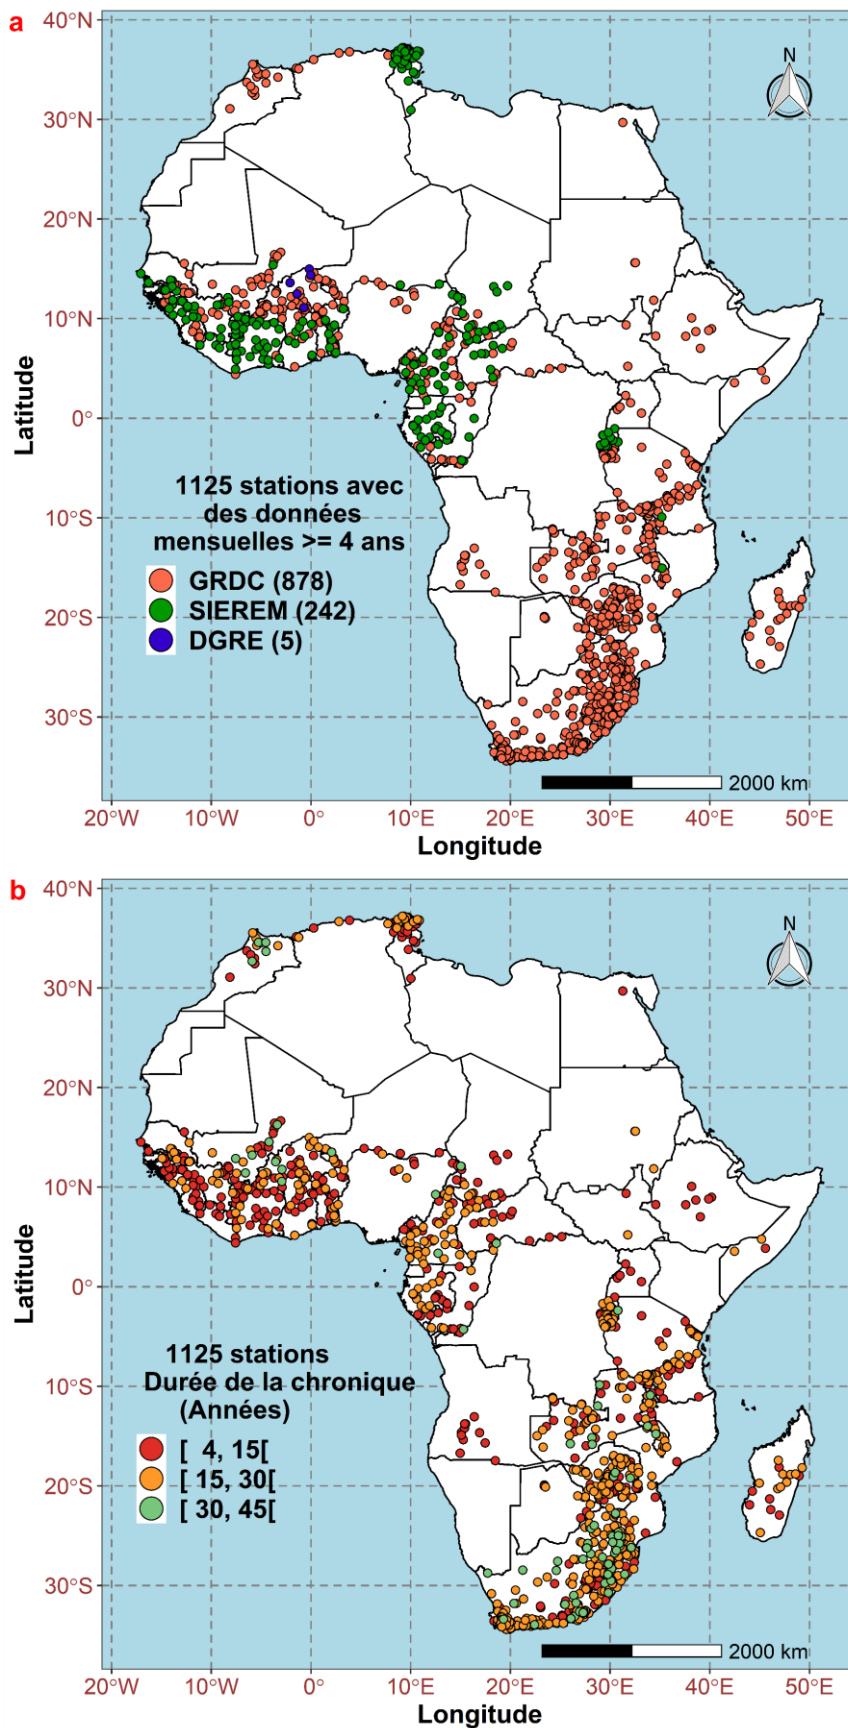 a
40°N
30°N
20°N
10°N
0°
10°S
20°S
30°S
Latitude
N
1125 stations avec
des données
mensuelles >= 4 ans
GRDC (878)
SIEREM (242)
DGRE (5)
2000 km
20°W
10°W
0°
10°E
20°E
30°E
40°E
50°E
Longitude
b
40°N
30°N
20°N
10°N
0°
10°S
20°S
30°S
Latitude
N
1125 stations
Durée de la chronique
(Années)
[ 4, 15[
[ 15, 30[
[ 30, 45[
2000 km
20°W
10°W
0°
10°E
20°E
30°E
40°E
50°E
Longitude